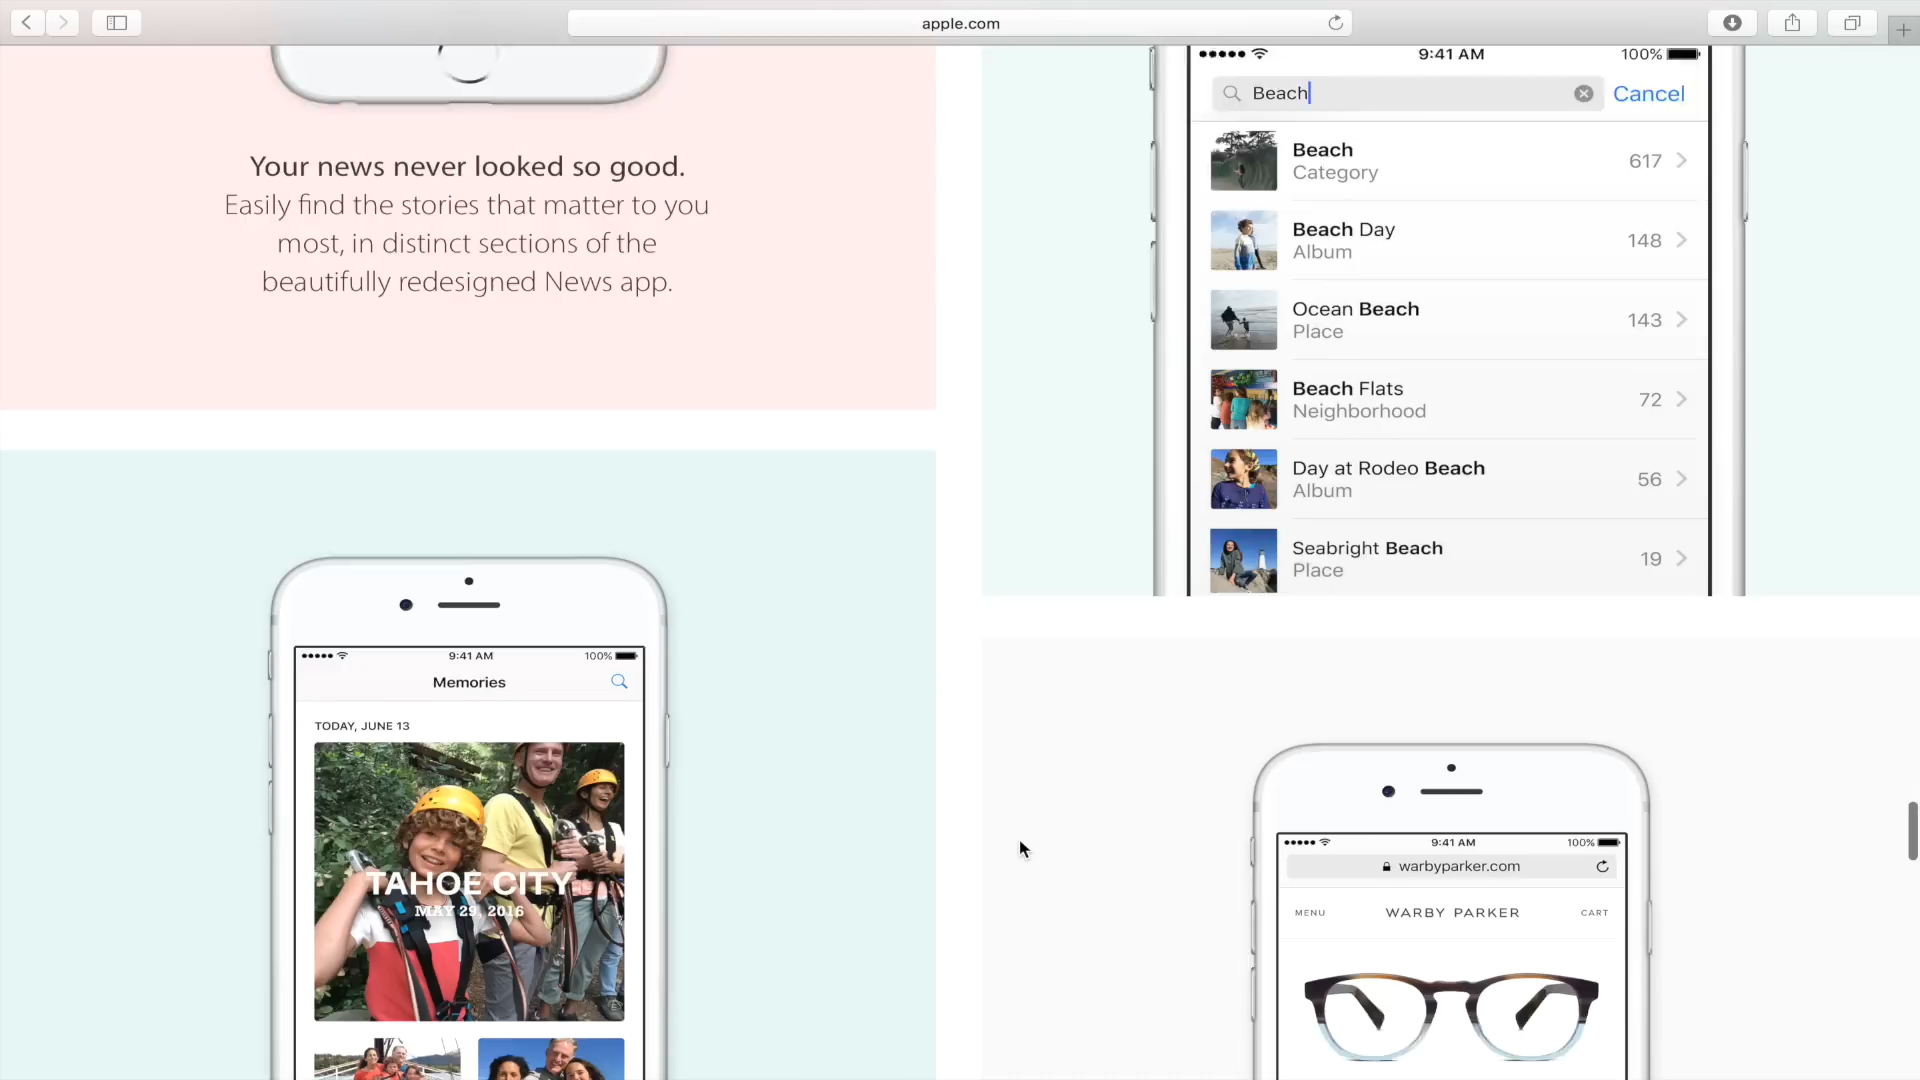 apple.com
Your news never looked so good.
Easily find the stories that matter to you
most, in distinct sections of the
beautifully redesigned News app.
9:41 AM 100%
Beach Cancel
Beach
Category
617
Beach Day
Album
148
Ocean Beach
Place
143
Beach Flats
Neighborhood
72
Day at Rodeo Beach
Album
56
Seabright Beach
Place
19
9:41 AM 100%
Memories
TODAY, JUNE 13
TAHOE CITY
MAY 29, 2016
9:41 AM 100%
warbyparker.com
MENU WARBY PARKER CART